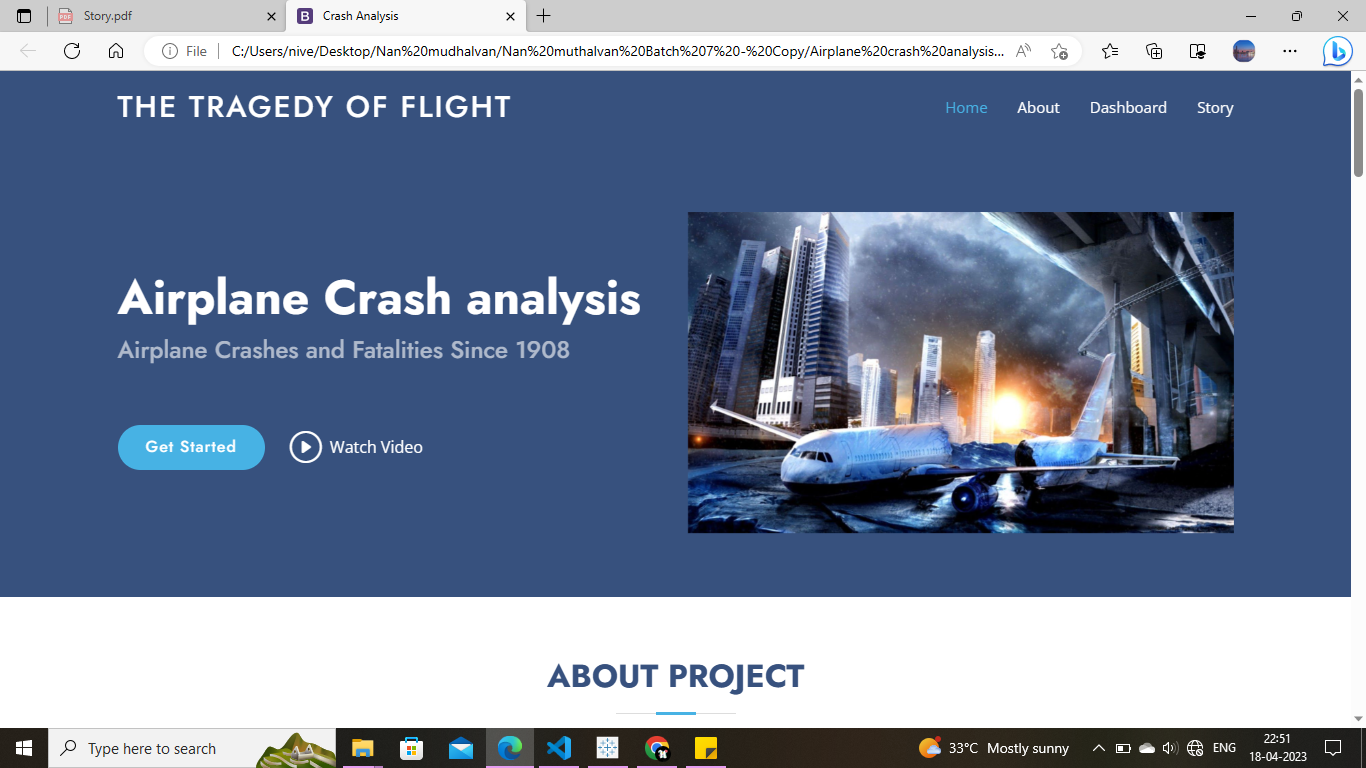 Story.pdf
Crash Analysis
File
C:/Users/nive/Desktop/Nan%20mudhalvan/Nan%20muthalvan%20Batch%207%20-%20Copy/Airplane%20crash%20analysis...
THE TRAGEDY OF FLIGHT
Home About Dashboard Story
Airplane Crash analysis
Airplane Crashes and Fatalities Since 1908
Get Started Watch Video
ABOUT PROJECT
Type here to search
33°C Mostly sunny
ENG
22:51
18-04-2023